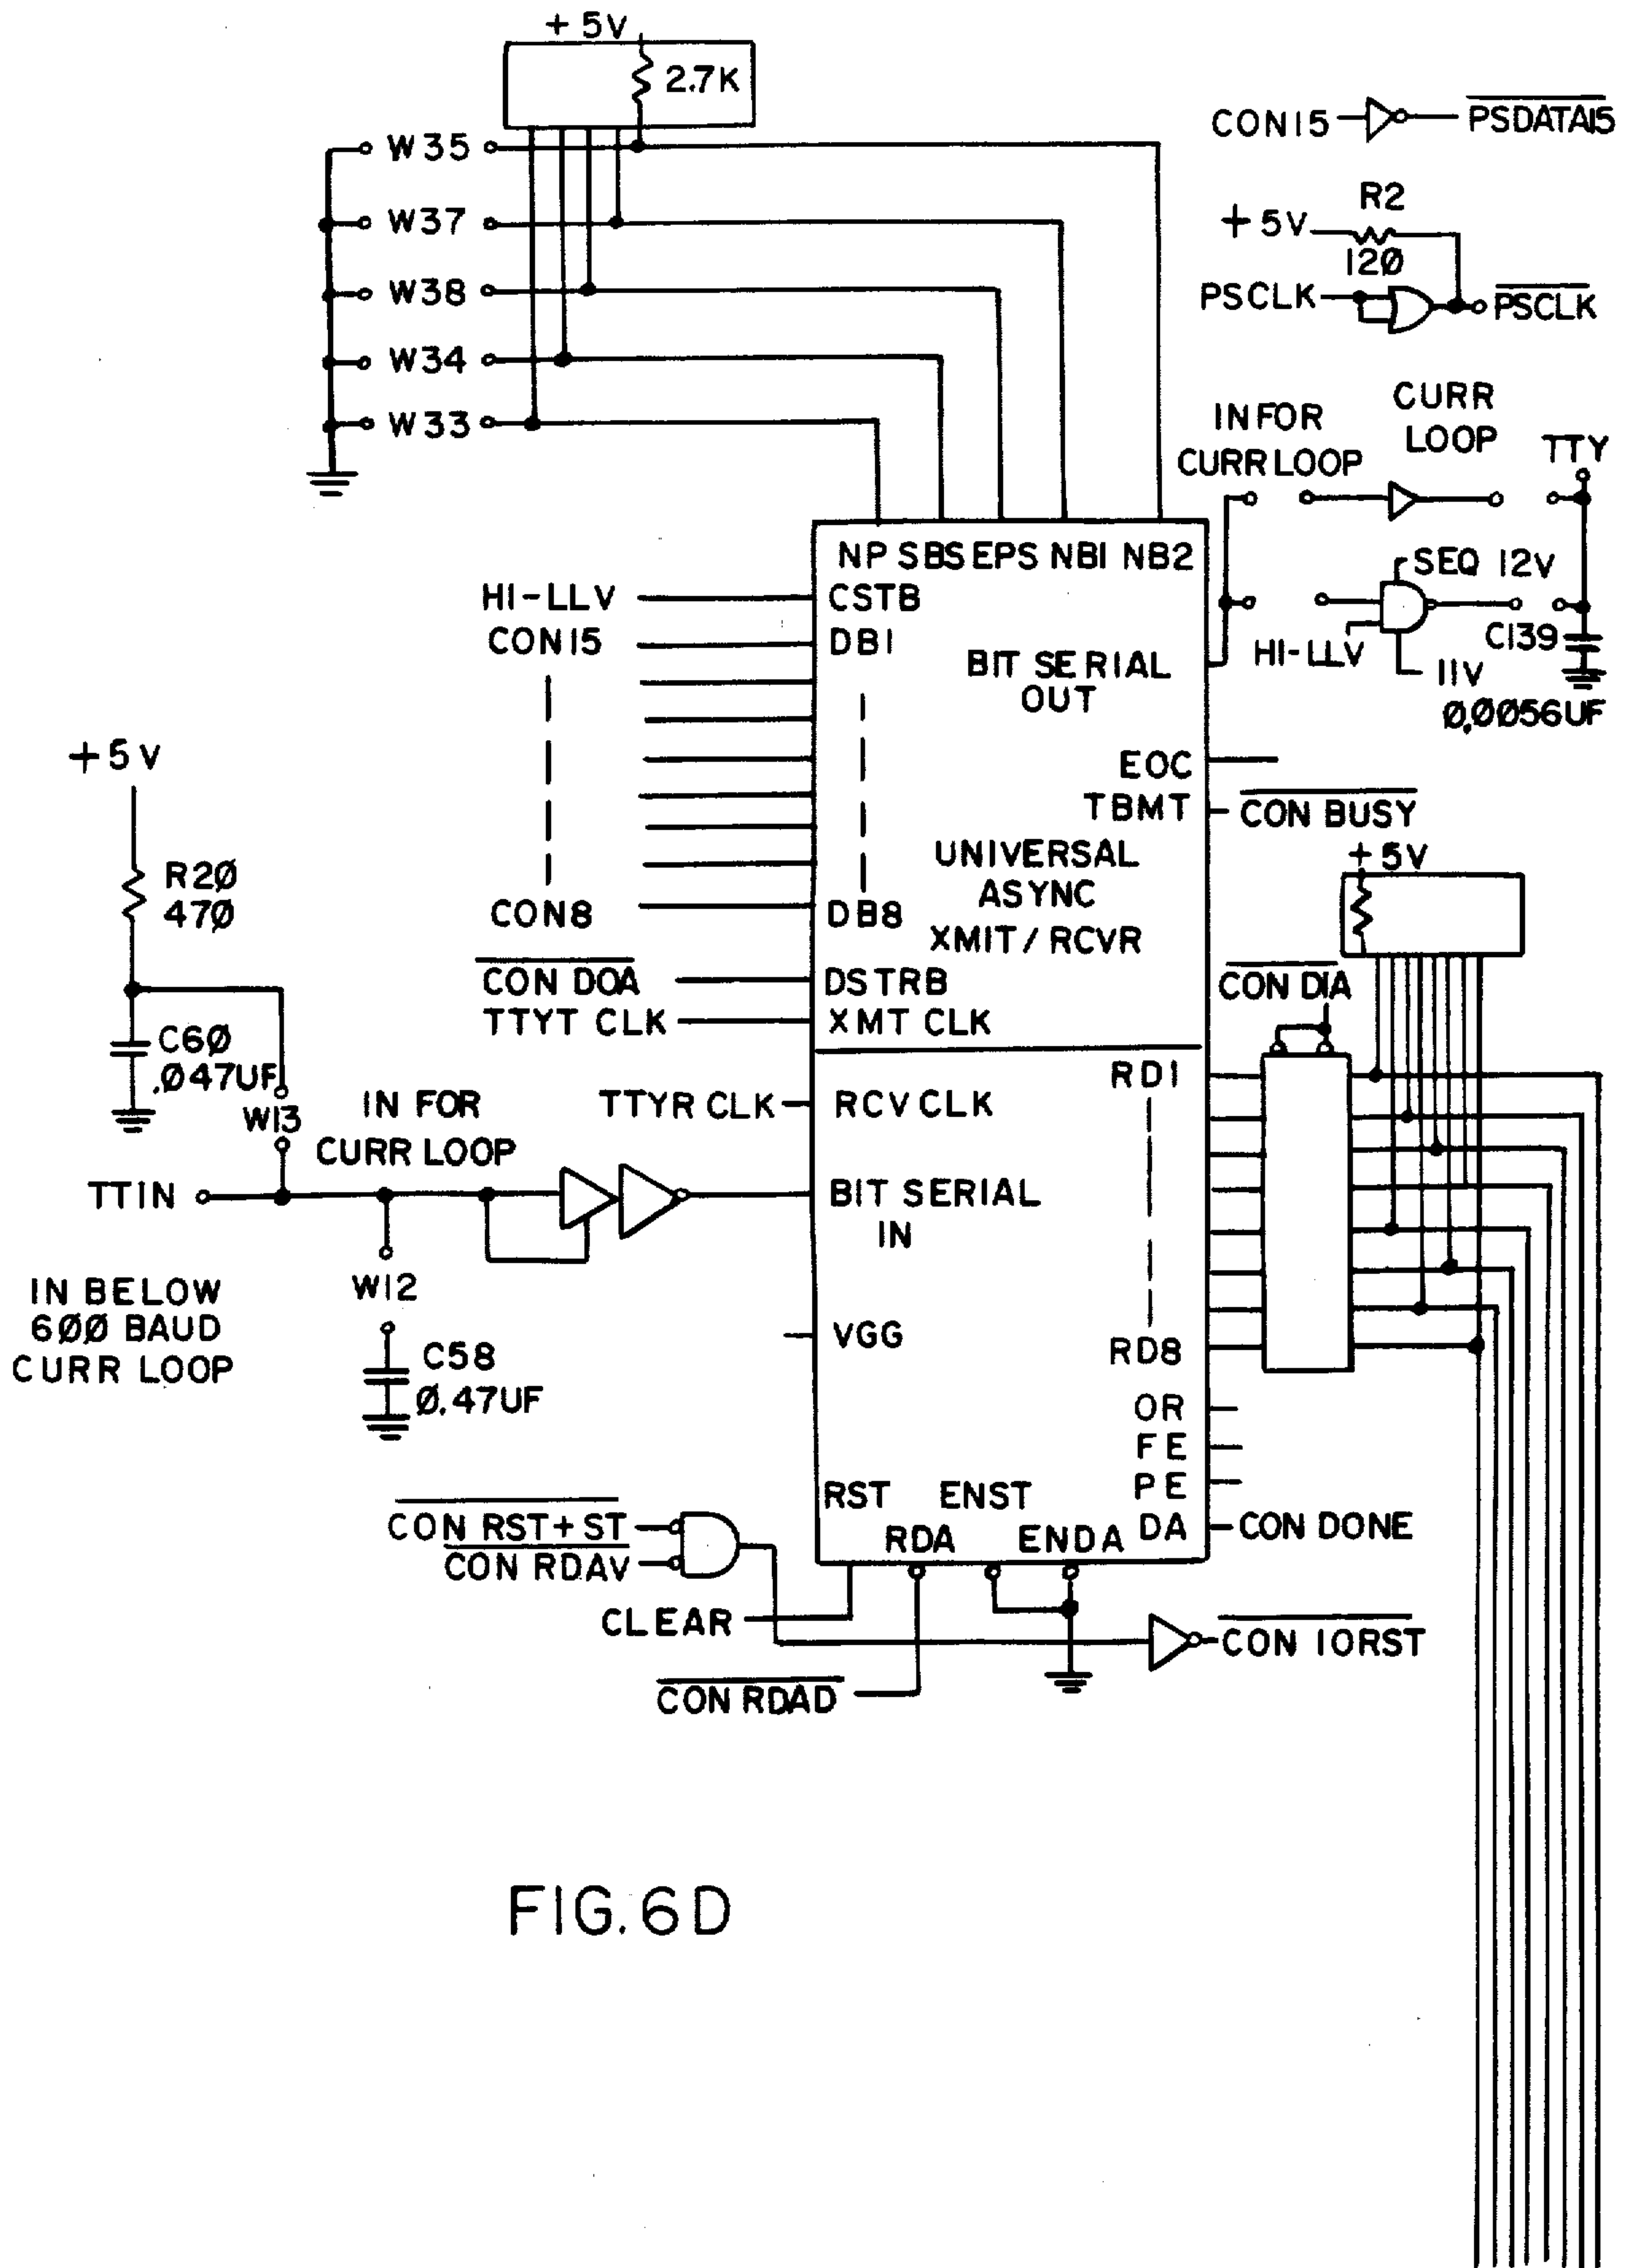 +5V
2.7K
W35
W37
W38
W34
W33
CON15
PSDATA15
R2
+5V
120
PSCLK
PSCLK
IN FOR
CURR LOOP
CURR
LOOP
TTY
SEQ 12V
HI-LLV
11V
C139
0.0056UF
NP SBS EPS NB1 NB2
HI-LLV
CSTB
CON15
DB1
BIT SERIAL
OUT
EOC
TBMT
CON BUSY
UNIVERSAL
ASYNC
XMIT / RCVR
CON8
DB8
CON DOA
DSTRB
TTYT CLK
XMT CLK
+5V
R20
470
C60
.047UF
W13
IN FOR
CURR LOOP
TTYR CLK
RCV CLK
TTIN
BIT SERIAL
IN
W12
IN BELOW
600 BAUD
CURR LOOP
C58
0.47UF
VGG
+5V
CON DIA
RD1
RD8
OR
FE
PE
DA
CON DONE
RST
ENST
RDA
ENDA
CON RST+ST
CON RDAV
CLEAR
CON IORST
CON RDAD
FIG. 6D